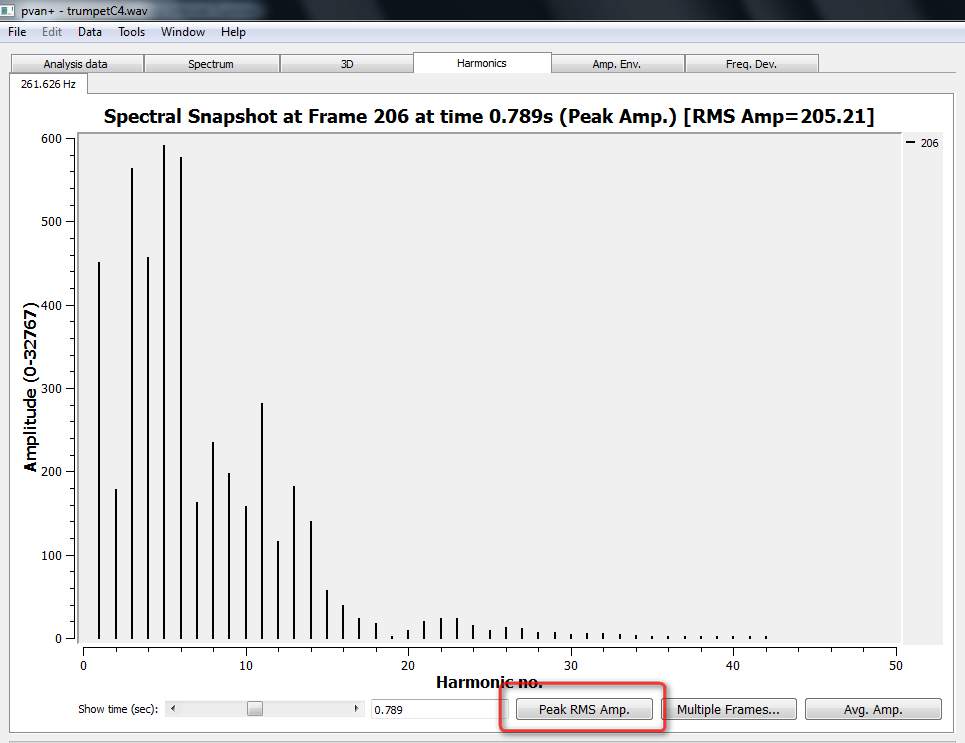 pvan+ - trumpetC4.wav
File Edit Data Tools Window Help
Analysis data Spectrum 3D Harmonics Amp. Env. Freq. Dev.
261.626 Hz
Spectral Snapshot at Frame 206 at time 0.789s (Peak Amp.) [RMS Amp=205.21]
206
600
500
400
300
200
100
0
Amplitude (0-32767)
0 10 20 30 40 50
Harmonic no.
Show time (sec): 0.789 Peak RMS Amp. Multiple Frames... Avg. Amp.